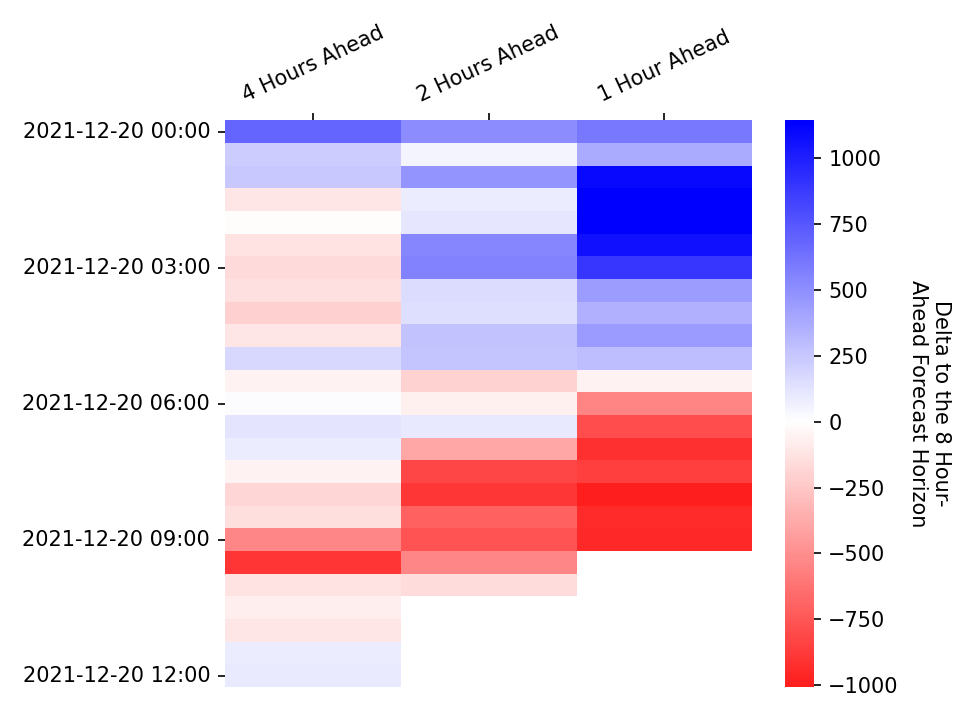 4 Hours Ahead
2 Hours Ahead
1 Hour Ahead
2021-12-20 00:00
2021-12-20 03:00
2021-12-20 06:00
2021-12-20 09:00
2021-12-20 12:00
1000
750
500
250
0
−250
−500
−750
−1000
Delta to the 8 Hour-
Ahead Forecast Horizon